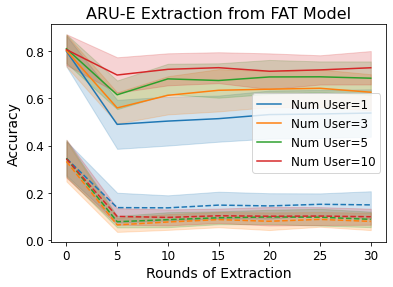 ARU-E Extraction from FAT Model
Accuracy
0.8
0.6
0.4
0.2
0.0
Num User=1
Num User=3
Num User=5
Num User=10
0 5 10 15 20 25 30
Rounds of Extraction